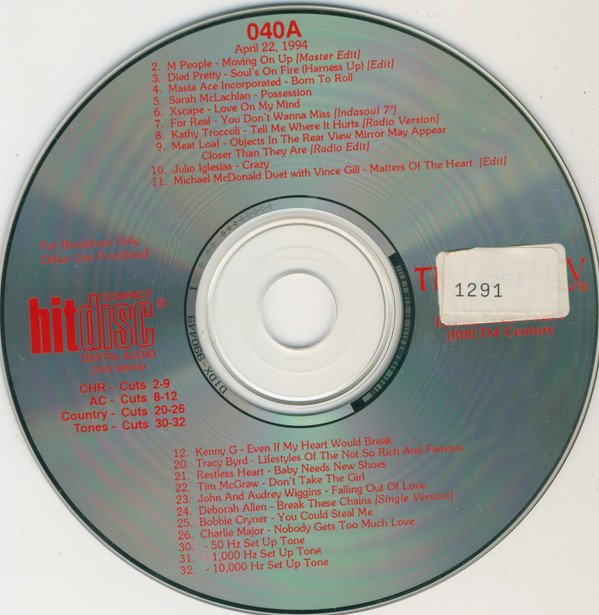 040A
April 22, 1994
2. M People - Moving On Up [Master Edit]
3. Died Pretty - Soul's On Fire (Harness Up) [Edit]
4. Masta Ace Incorporated - Born To Roll
5. Sarah McLachlan - Possession
6. Xscape - Love On My Mind
7. For Real - You Don't Wanna Miss [Indasoul 7"]
8. Kathy Troccoli - Tell Me Where It Hurts [Radio Version]
9. Meat Loaf - Objects In The Rear View Mirror May Appear
Closer Than They Are [Radio Edit]
10. Julio Iglesias - Crazy
11. Michael McDonald Duet with Vince Gill - Matters Of The Heart [Edit]
For Broadcast Only
Other Use Prohibited
1291
Century
COMPACT
hitdisc®
DIGITAL AUDIO
DIDX-980449
CHR - Cuts 2-9
AC - Cuts 8-12
Country - Cuts 20-26
Tones - Cuts 30-32
12. Kenny G - Even If My Heart Would Break
20. Tracy Byrd - Lifestyles Of The Not So Rich And Famous
21. Restless Heart - Baby Needs New Shoes
22. Tim McGraw - Don't Take The Girl
23. John And Audrey Wiggins - Falling Out Of Love
24. Deborah Allen - Break These Chains [Single Version]
25. Bobbie Cryner - You Could Steal Me
26. Charlie Major - Nobody Gets Too Much Love
30. - 50 Hz Set Up Tone
31. - 1,000 Hz Set Up Tone
32. - 10,000 Hz Set Up Tone